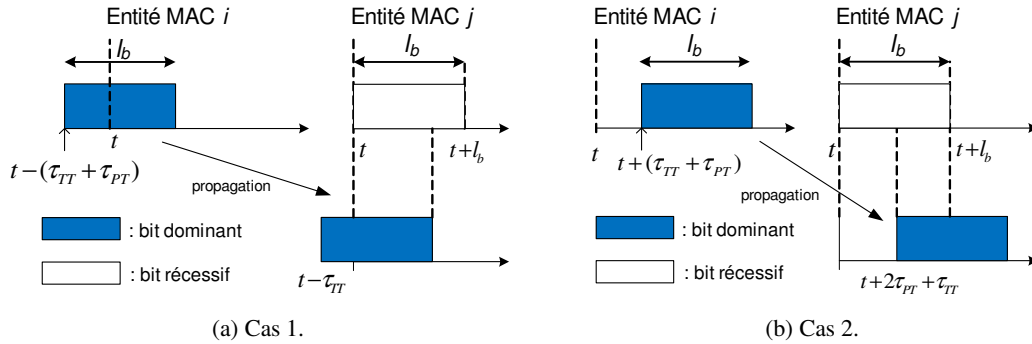 Entité MAC i
Entité MAC j
l_b
l_b
t
t
t+l_b
t−(τ_TT + τ_PT)
propagation
: bit dominant
: bit récessif
t−τ_TT
(a) Cas 1.
Entité MAC i
Entité MAC j
l_b
l_b
t
t
t+l_b
t+(τ_TT + τ_PT)
propagation
: bit dominant
: bit récessif
t+2τ_PT+τ_TT
(b) Cas 2.